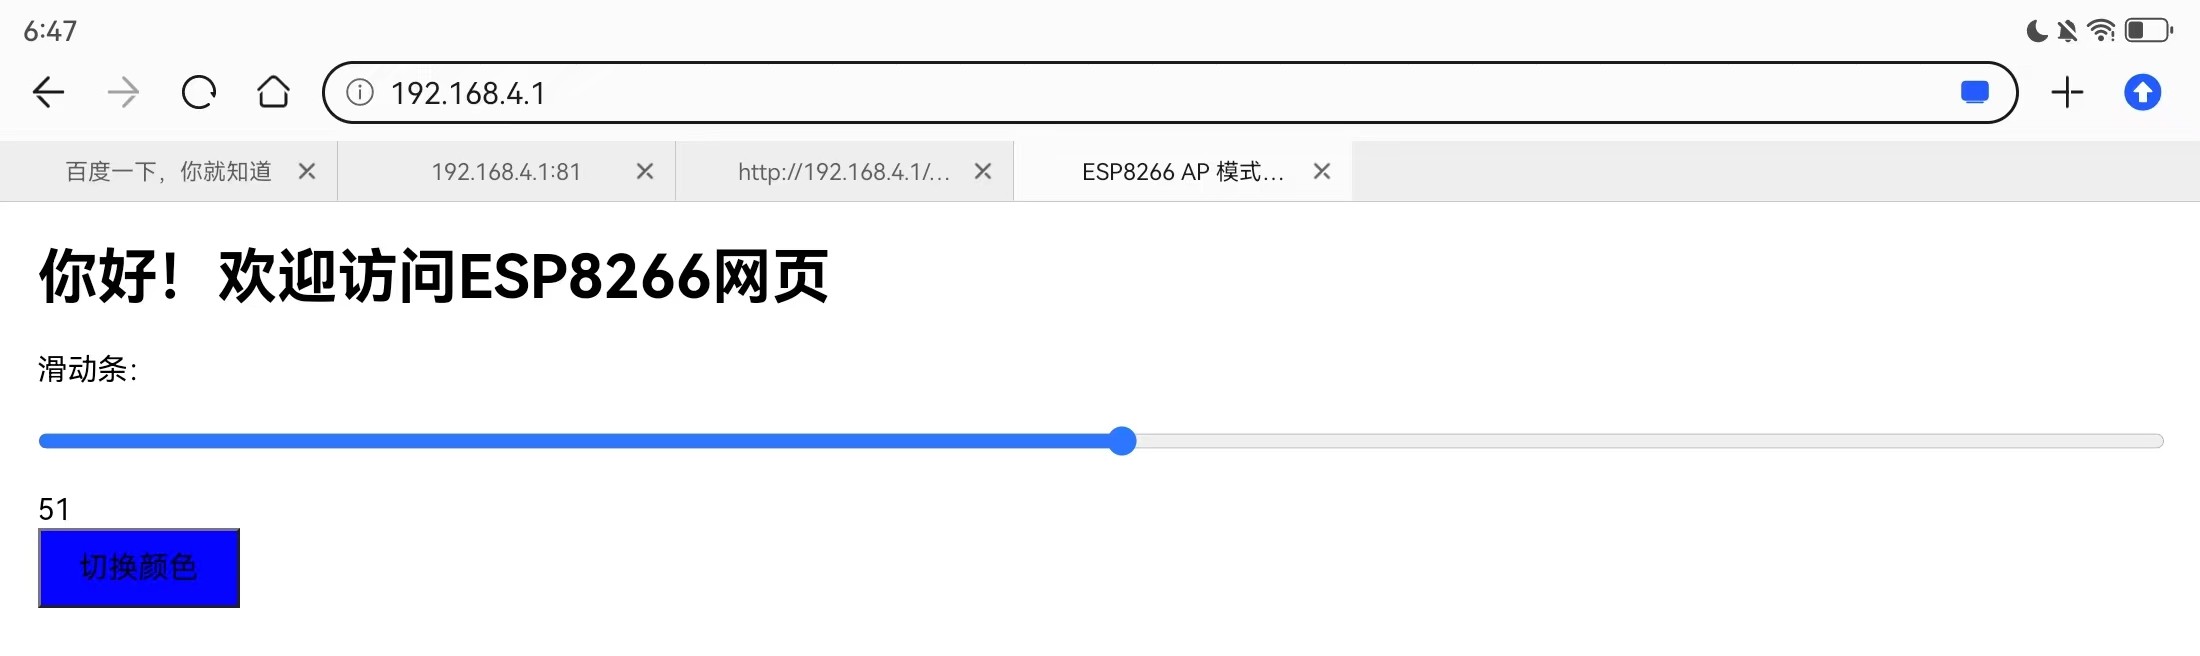 6:47
192.168.4.1
百度一下，你就知道
192.168.4.1:81
http://192.168.4.1/...
ESP8266 AP 模式...
你好！欢迎访问ESP8266网页
滑动条：
51
切换颜色